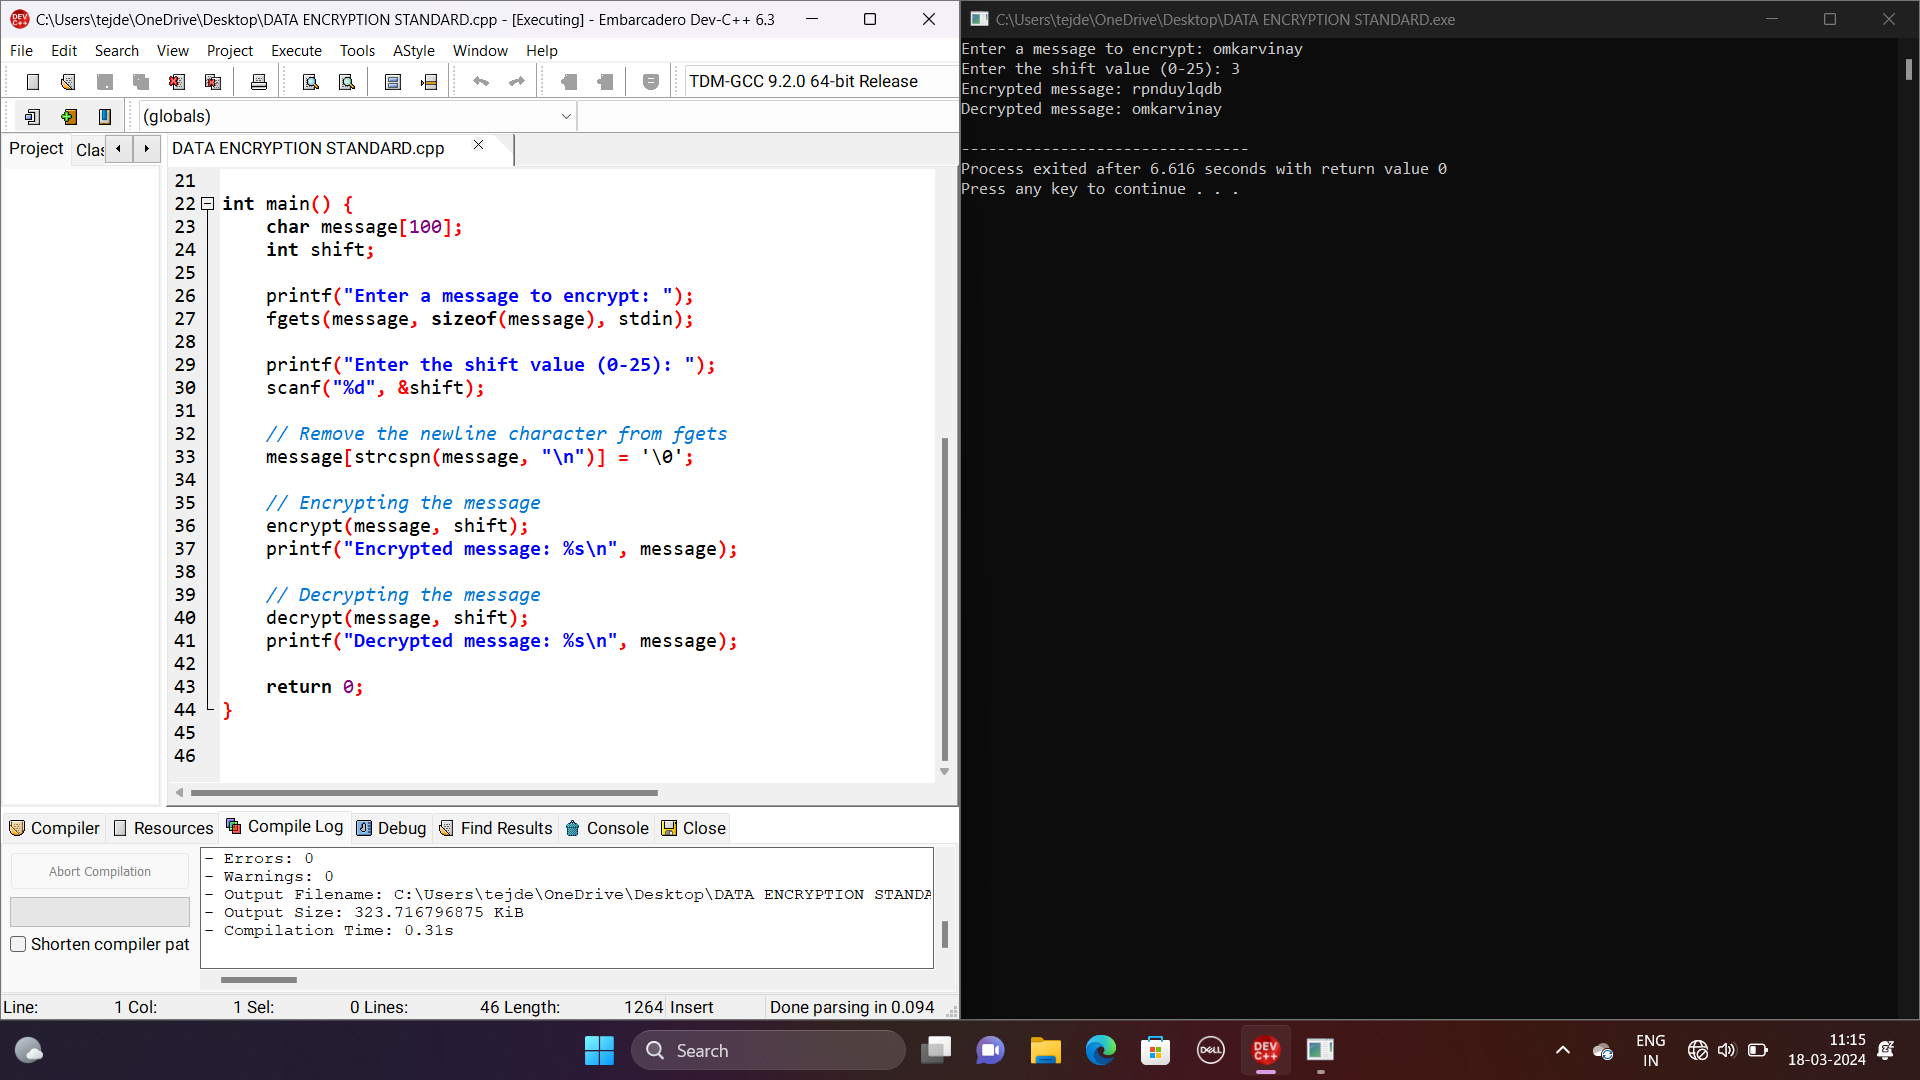 C:\Users\tejde\OneDrive\Desktop\DATA ENCRYPTION STANDARD.cpp - [Executing] - Embarcadero Dev-C++ 6.3
File Edit Search View Project Execute Tools AStyle Window Help
TDM-GCC 9.2.0 64-bit Release
(globals)
Project Clas
DATA ENCRYPTION STANDARD.cpp
21
22 int main() {
23 char message[100];
24 int shift;
25
26 printf("Enter a message to encrypt: ");
27 fgets(message, sizeof(message), stdin);
28
29 printf("Enter the shift value (0-25): ");
30 scanf("%d", &shift);
31
32 // Remove the newline character from fgets
33 message[strcspn(message, "\n")] = '\0';
34
35 // Encrypting the message
36 encrypt(message, shift);
37 printf("Encrypted message: %s\n", message);
38
39 // Decrypting the message
40 decrypt(message, shift);
41 printf("Decrypted message: %s\n", message);
42
43 return 0;
44 }
45
46
Compiler Resources Compile Log Debug Find Results Console Close
Abort Compilation
Shorten compiler pat
- Errors: 0
- Warnings: 0
- Output Filename: C:\Users\tejde\OneDrive\Desktop\DATA ENCRYPTION STANDA
- Output Size: 323.716796875 KiB
- Compilation Time: 0.31s
Line: 1 Col: 1 Sel: 0 Lines: 46 Length: 1264 Insert Done parsing in 0.094
C:\Users\tejde\OneDrive\Desktop\DATA ENCRYPTION STANDARD.exe
Enter a message to encrypt: omkarvinay
Enter the shift value (0-25): 3
Encrypted message: rpnduylqdb
Decrypted message: omkarvinay
--------------------------------
Process exited after 6.616 seconds with return value 0
Press any key to continue . . .
Search
DELL
DEV C++
ENG
IN
11:15
18-03-2024